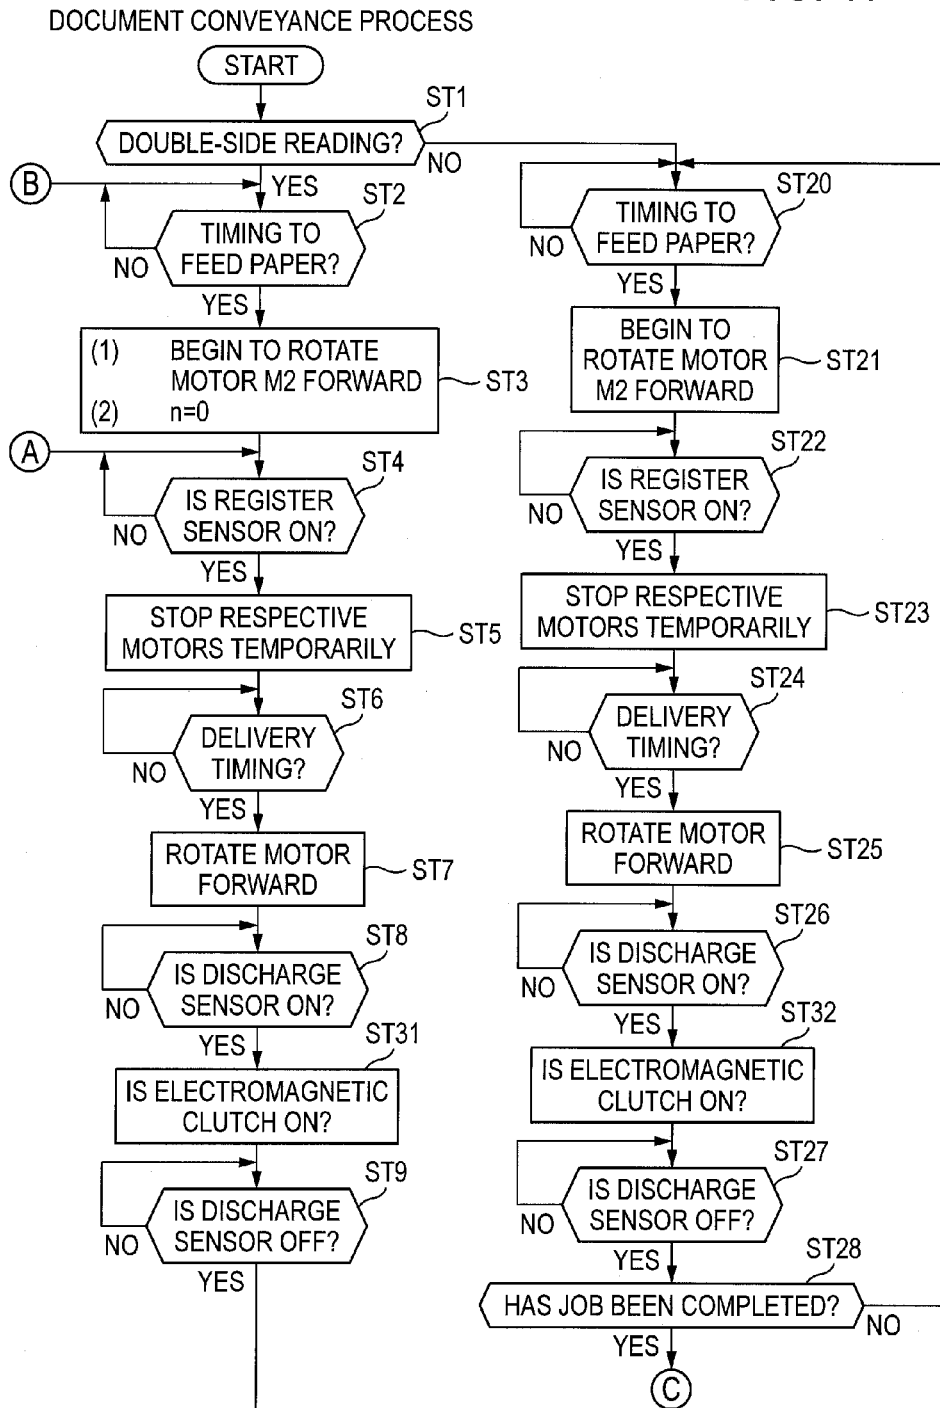 DOCUMENT CONVEYANCE PROCESS
START
ST1
DOUBLE-SIDE READING?
NO
YES
B
ST2
TIMING TO
FEED PAPER?
NO
YES
(1) BEGIN TO ROTATE
MOTOR M2 FORWARD
(2) n=0
ST3
A
ST4
IS REGISTER
SENSOR ON?
NO
YES
STOP RESPECTIVE
MOTORS TEMPORARILY
ST5
ST6
DELIVERY
TIMING?
NO
YES
ROTATE MOTOR
FORWARD
ST7
ST8
IS DISCHARGE
SENSOR ON?
NO
YES
ST31
IS ELECTROMAGNETIC
CLUTCH ON?
ST9
IS DISCHARGE
SENSOR OFF?
NO
YES
ST20
TIMING TO
FEED PAPER?
NO
YES
BEGIN TO
ROTATE MOTOR
M2 FORWARD
ST21
ST22
IS REGISTER
SENSOR ON?
NO
YES
STOP RESPECTIVE
MOTORS TEMPORARILY
ST23
ST24
DELIVERY
TIMING?
NO
YES
ROTATE MOTOR
FORWARD
ST25
ST26
IS DISCHARGE
SENSOR ON?
NO
YES
ST32
IS ELECTROMAGNETIC
CLUTCH ON?
ST27
IS DISCHARGE
SENSOR OFF?
NO
YES
ST28
HAS JOB BEEN COMPLETED?
NO
YES
C